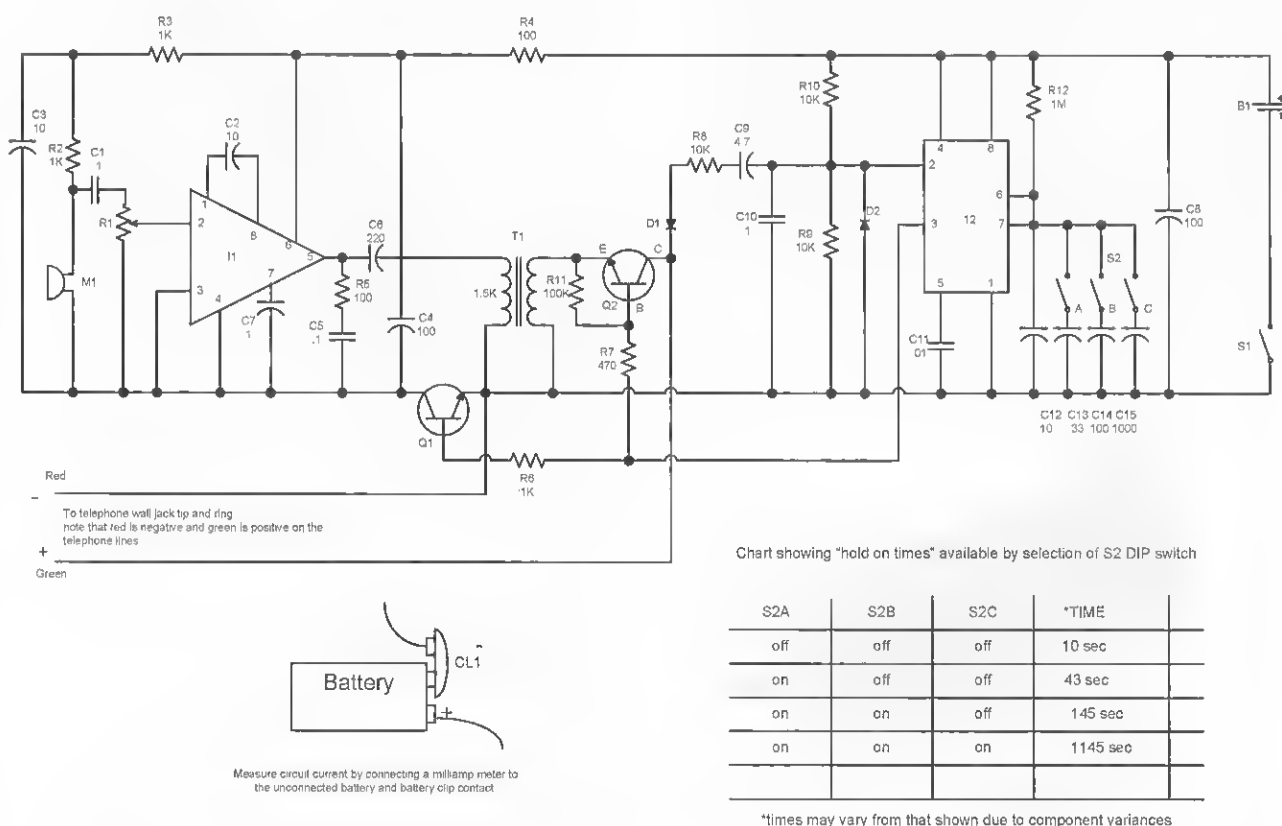 R3
1K
R4
100
C3
10
R2
1K
C1
.1
R1
M1
C2
10
1
8
2
3
4
5
6
7
I1
C7
.1
R5
100
C5
.1
C6
220
C4
100
T1
1.5K
R11
100K
E
C
B
Q2
R7
470
Q1
R6
1K
D1
R8
10K
C9
4.7
R10
10K
C10
1
R9
10K
D2
4
8
2
3
6
7
5
1
12
C11
01
R12
1M
S2
A
B
C
C12
10
C13
33
C14
100
C15
1000
C8
100
B1
S1
Red
-
To telephone wall jack tip and ring
note that red is negative and green is positive on the
telephone lines
+
Green
Battery
CL1
-
+
Measure circuit current by connecting a milliamp meter to
the unconnected battery and battery clip contact
Chart showing "hold on times" available by selection of S2 DIP switch
S2A S2B S2C *TIME
off off off 10 sec
on off off 43 sec
on on off 145 sec
on on on 1145 sec
*times may vary from that shown due to component variances